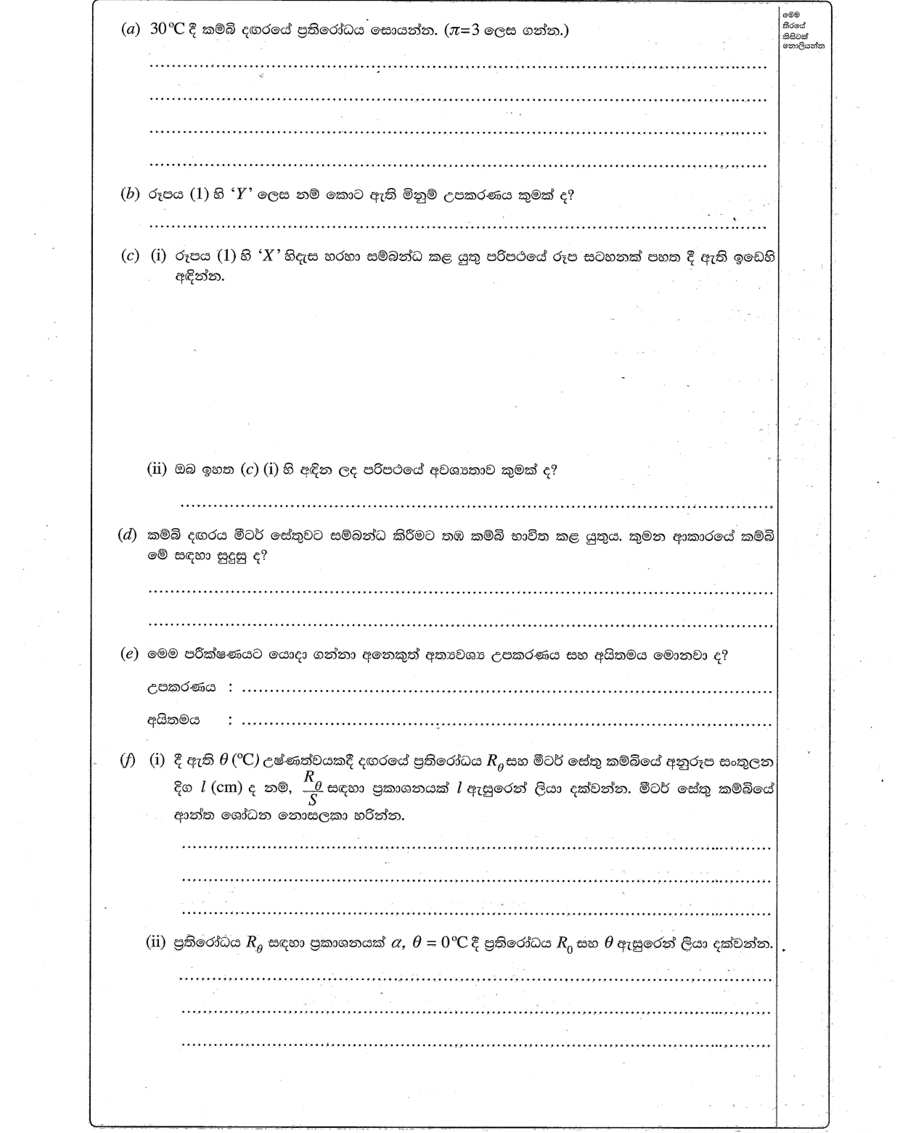 මෙම
තීරයේ
කිසිවක්
නොලියන්න
(a) 30°C දී කම්බි දඟරයේ ප්‍රතිරෝධය සොයන්න. (π=3 ලෙස ගන්න.)
(b) රූපය (1) හි ‘Y’ ලෙස නම් කොට ඇති මිනුම් උපකරණය කුමක් ද?
(c) (i) රූපය (1) හි ‘X’ හිදැස හරහා සම්බන්ධ කළ යුතු පරිපථයේ රූප සටහනක් පහත දී ඇති ඉඩෙහි
අඳින්න.
(ii) ඔබ ඉහත (c) (i) හි අඳින ලද පරිපථයේ අවශ්‍යතාව කුමක් ද?
(d) කම්බි දඟරය මීටර් සේතුවට සම්බන්ධ කිරීමට තඹ කම්බි භාවිත කළ යුතුය. කුමන ආකාරයේ කම්බි
මේ සඳහා සුදුසු ද?
(e) මෙම පරීක්ෂණයට යොදා ගන්නා අනෙකුත් අත්‍යවශ්‍ය උපකරණය සහ අයිතමය මොනවා ද?
උපකරණය :
අයිතමය :
(f) (i) දී ඇති θ (°C) උෂ්ණත්වයකදී දඟරයේ ප්‍රතිරෝධය R_θ සහ මීටර් සේතු කම්බියේ අනුරූප සංතුලන
දිග l (cm) ද නම්, R_θ/S සඳහා ප්‍රකාශනයක් l ඇසුරෙන් ලියා දක්වන්න. මීටර් සේතු කම්බියේ
ආන්ත ශෝධන නොසලකා හරින්න.
(ii) ප්‍රතිරෝධය R_θ සඳහා ප්‍රකාශනයක් α, θ = 0°C දී ප්‍රතිරෝධය R_0 සහ θ ඇසුරෙන් ලියා දක්වන්න.